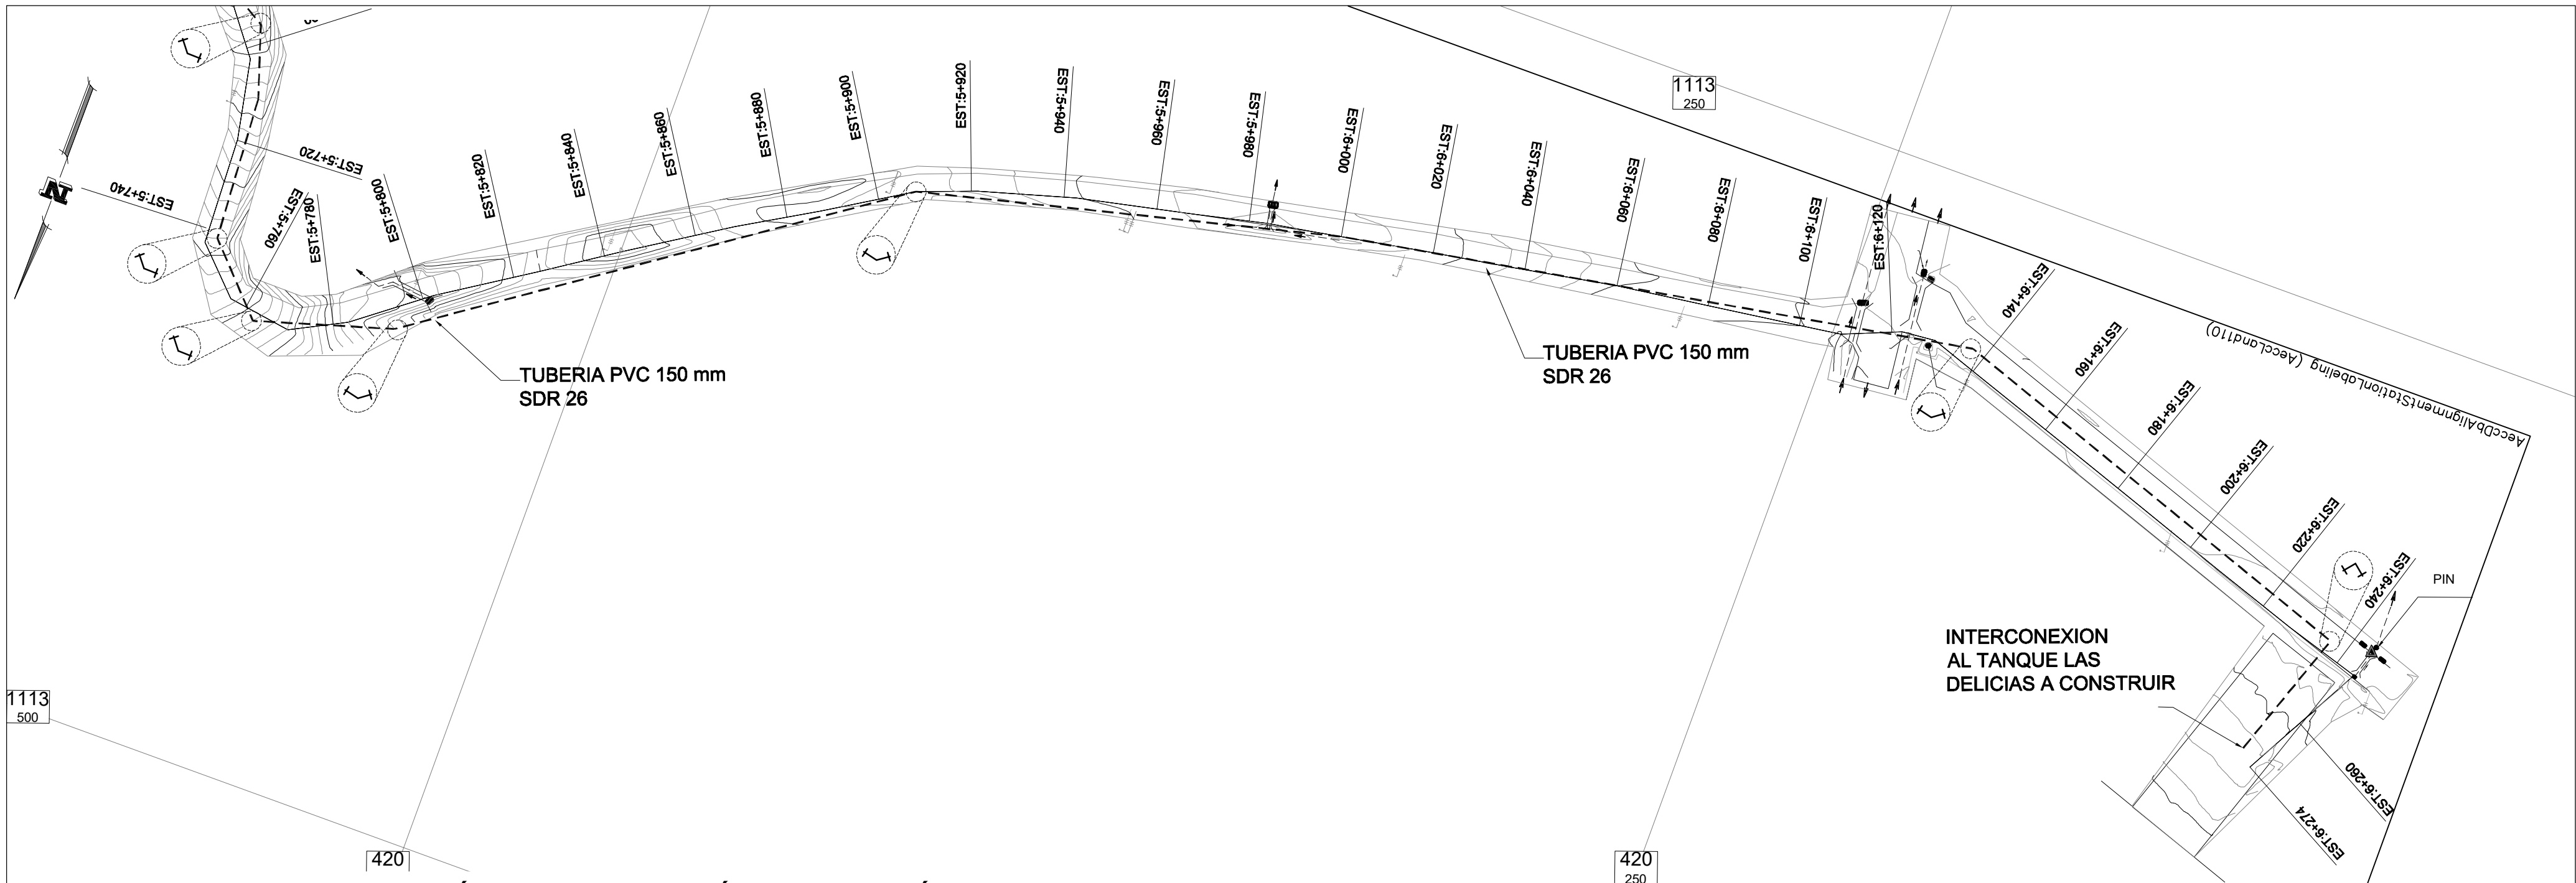 1113
250
EST:5+720
EST:5+740
EST:5+760
EST:5+780
EST:5+800
EST:5+820
EST:5+840
EST:5+860
EST:5+880
EST:5+900
EST:5+920
EST:5+940
EST:5+960
EST:5+980
EST:6+000
EST:6+020
EST:6+040
EST:6+060
EST:6+080
EST:6+100
EST:6+120
EST:6+140
EST:6+160
EST:6+180
EST:6+200
EST:6+220
EST:6+240
EST:6+260
EST:6+274
N
TUBERIA PVC 150 mm
SDR 26
TUBERIA PVC 150 mm
SDR 26
AeccDbAlignmentStationLabeling (AeccLand110)
PIN
INTERCONEXION
AL TANQUE LAS
DELICIAS A CONSTRUIR
1113
500
420
420
250